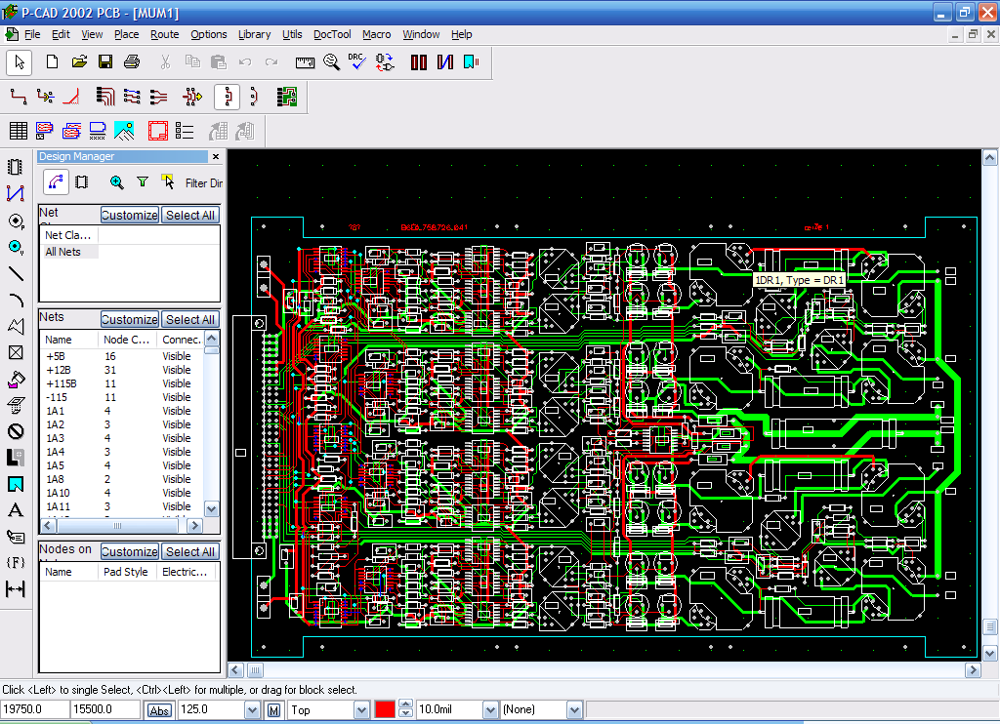 P-CAD 2002 PCB - [MUM1]
File Edit View Place Route Options Library Utils DocTool Macro Window Help
DRC
Design Manager
Filter Dir
Net
Customize Select All
Net Cla...
All Nets
Nets Customize Select All
Name Node C... Connec.
+5B 16 Visible
+12B 31 Visible
+115B 11 Visible
-115 11 Visible
1A1 4 Visible
1A2 3 Visible
1A3 4 Visible
1A4 3 Visible
1A5 4 Visible
1A8 2 Visible
1A10 4 Visible
1A11 3 Visible
Nodes on Customize Select All
Name Pad Style Electric...
1DR1, Type = DR1
Click <Left> to single Select, <Ctrl><Left> for multiple, or drag for block select.
19750.0 15500.0 Abs 125.0 M Top 10.0mil (None)